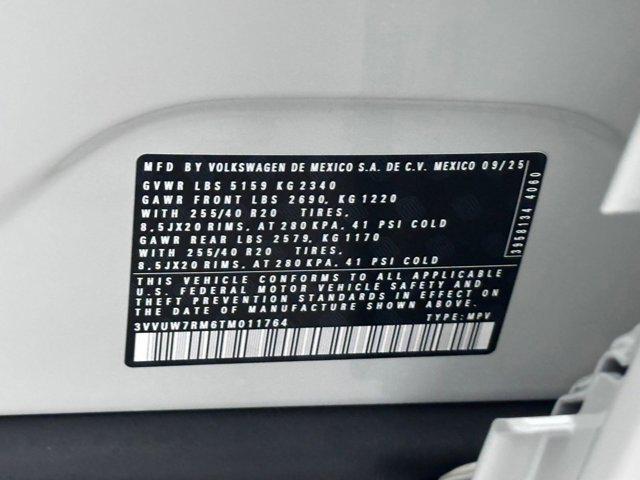 MFD BY VOLKSWAGEN DE MEXICO S.A. DE C.V. MEXICO 09/25
GVWR LBS 5159 KG 2340
GAWR FRONT LBS 2690, KG 1220
WITH 255/40 R20 TIRES,
8.5JX20 RIMS, AT 280 KPA, 41 PSI COLD
GAWR REAR LBS 2579, KG 1170
WITH 255/40 R20 TIRES,
8.5JX20 RIMS, AT 280 KPA, 41 PSI COLD
THIS VEHICLE CONFORMS TO ALL APPLICABLE
U.S. FEDERAL MOTOR VEHICLE SAFETY AND
THEFT PREVENTION STANDARDS IN EFFECT ON
THE DATE OF MANUFACTURE SHOWN ABOVE.
3VVUW7RM6TM011764 TYPE: MPV
3958134 4060